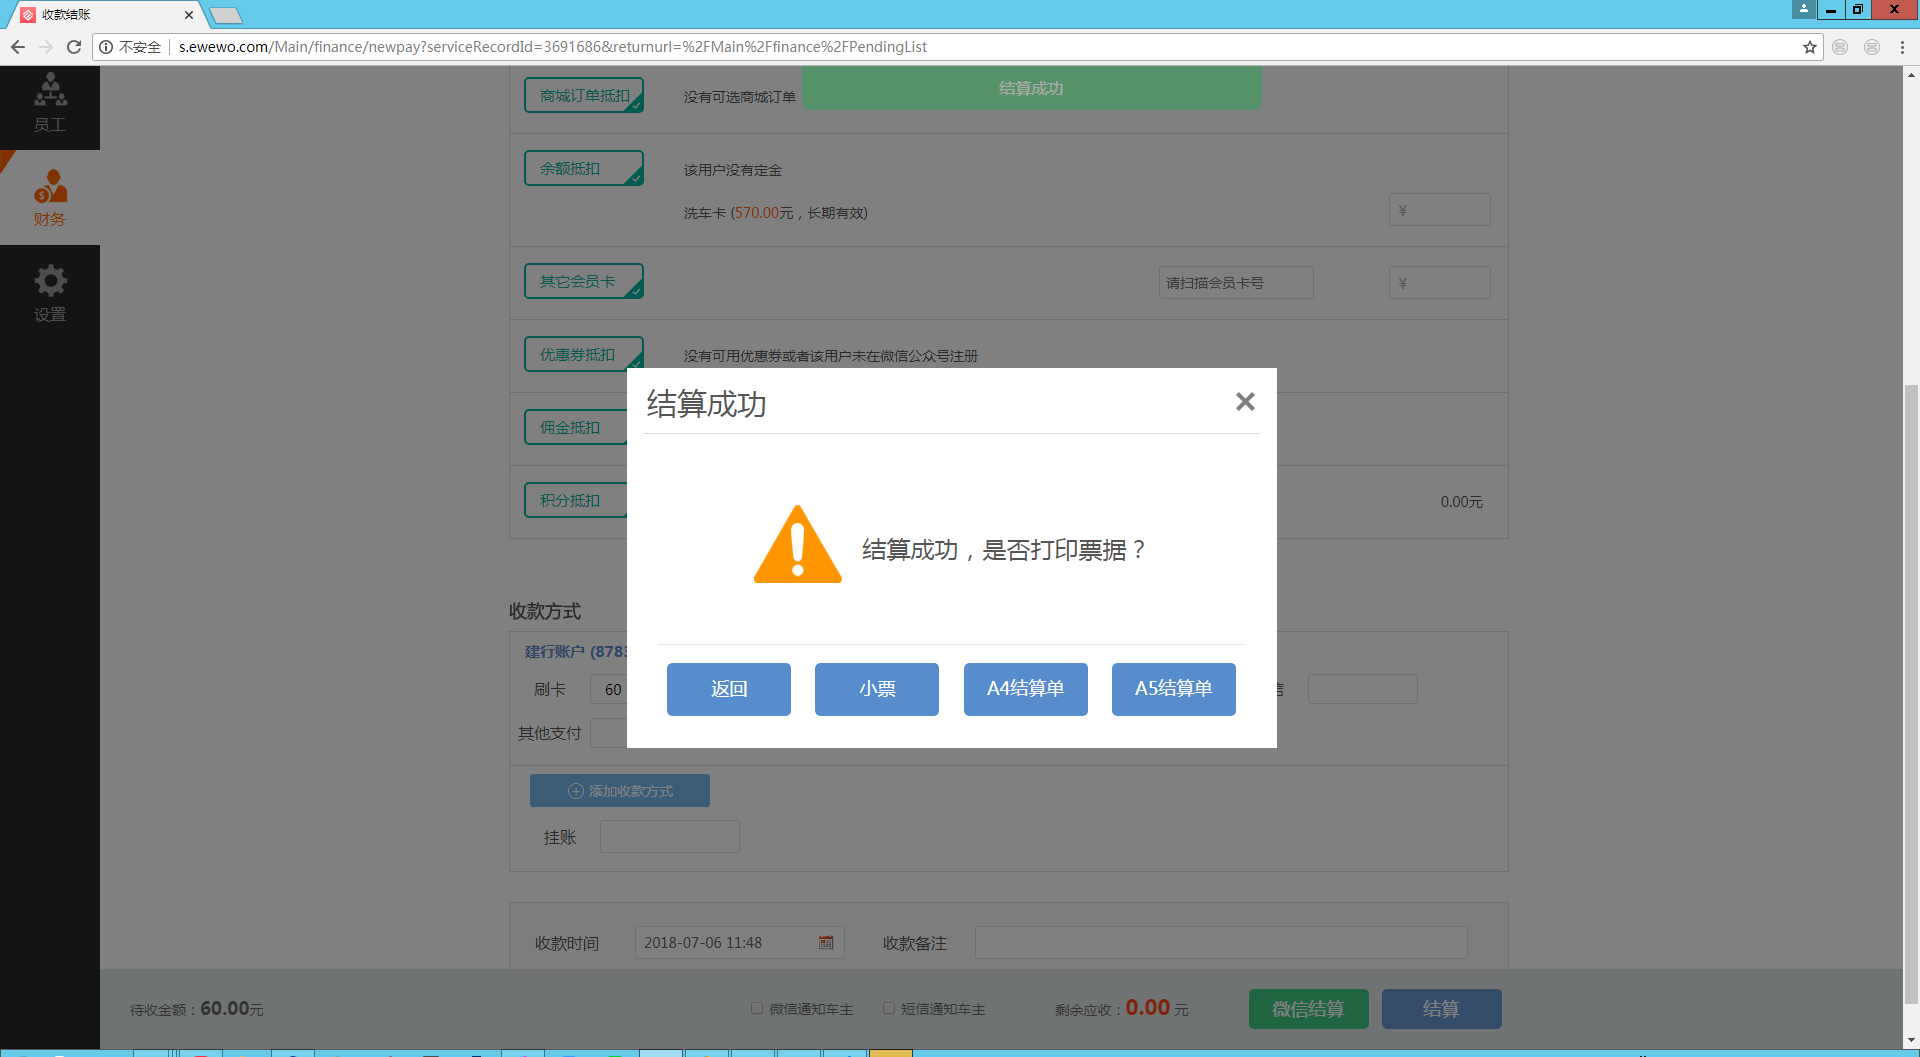 收款结账
不安全 s.ewewo.com/Main/finance/newpay?serviceRecordId=3691686&returnurl=%2FMain%2Ffinance%2FPendingList
员工
财务
设置
商城订单抵扣 没有可选商城订单
结算成功
余额抵扣 该用户没有定金
洗车卡 (570.00元，长期有效) ¥
其它会员卡 请扫描会员卡号 ¥
优惠券抵扣 没有可用优惠券或者该用户未在微信公众号注册
佣金抵扣
积分抵扣 0.00元
结算成功
结算成功，是否打印票据？
返回 小票 A4结算单 A5结算单
收款方式
建行账户 (8783
刷卡 60
其他支付
添加收款方式
挂账
收款时间 2018-07-06 11:48 收款备注
待收金额：60.00元 微信通知车主 短信通知车主 剩余应收：0.00 元 微信结算 结算